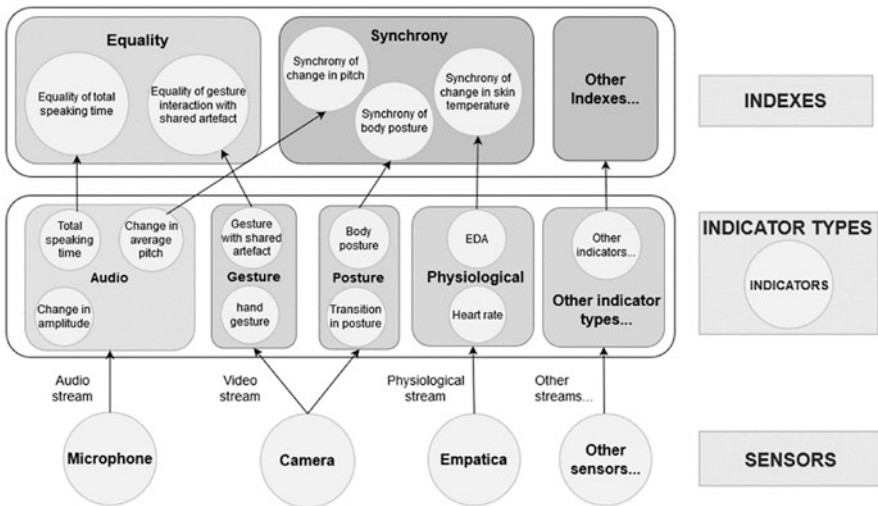 Equality
Equality of total
speaking time
Equality of gesture
interaction with
shared artefact
Synchrony
Synchrony of
change in pitch
Synchrony
of body posture
Synchrony of
change in skin
temperature
Other
Indexes...
INDEXES
Total
speaking
time
Change in
average
pitch
Audio
Change in
amplitude
Gesture
with shared
artefact
Gesture
hand
gesture
Body
posture
Posture
Transition
in posture
EDA
Physiological
Heart rate
Other
indicators...
Other indicator
types...
INDICATOR TYPES
INDICATORS
Audio
stream
Video
stream
Physiological
stream
Other
streams...
Microphone
Camera
Empatica
Other
sensors...
SENSORS